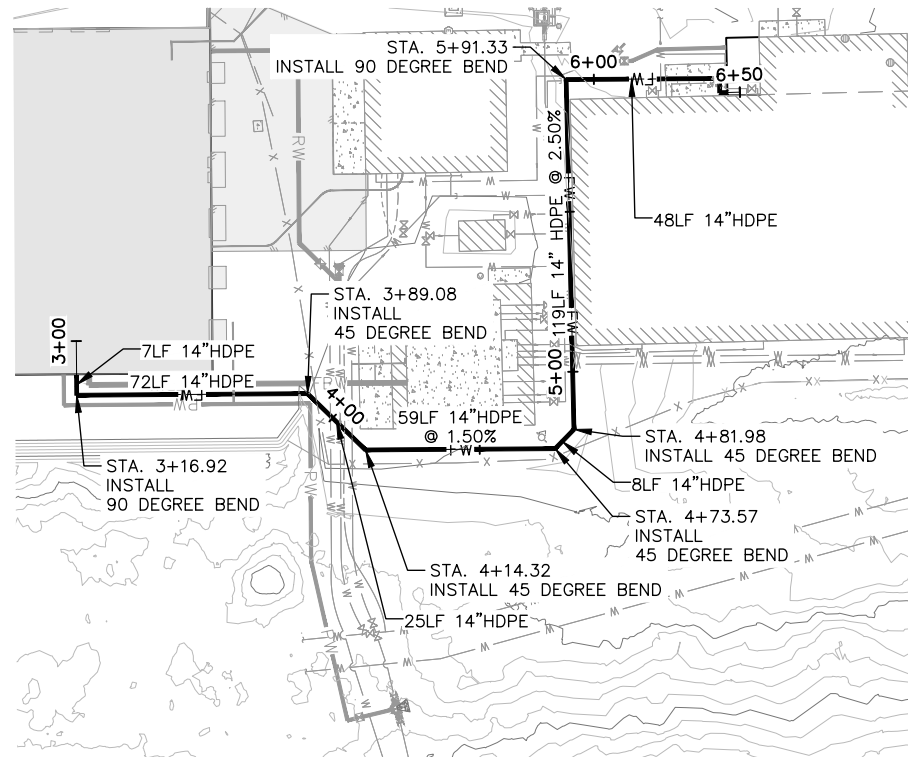 STA. 5+91.33
INSTALL 90 DEGREE BEND
6+00
6+50
RW
119LF 14" HDPE @ 2.50%
48LF 14"HDPE
STA. 3+89.08
INSTALL
45 DEGREE BEND
3+00
7LF 14"HDPE
72LF 14"HDPE
5+00
4+00
59LF 14"HDPE
@ 1.50%
STA. 3+16.92
INSTALL
90 DEGREE BEND
STA. 4+81.98
INSTALL 45 DEGREE BEND
8LF 14"HDPE
STA. 4+73.57
INSTALL
45 DEGREE BEND
STA. 4+14.32
INSTALL 45 DEGREE BEND
25LF 14"HDPE